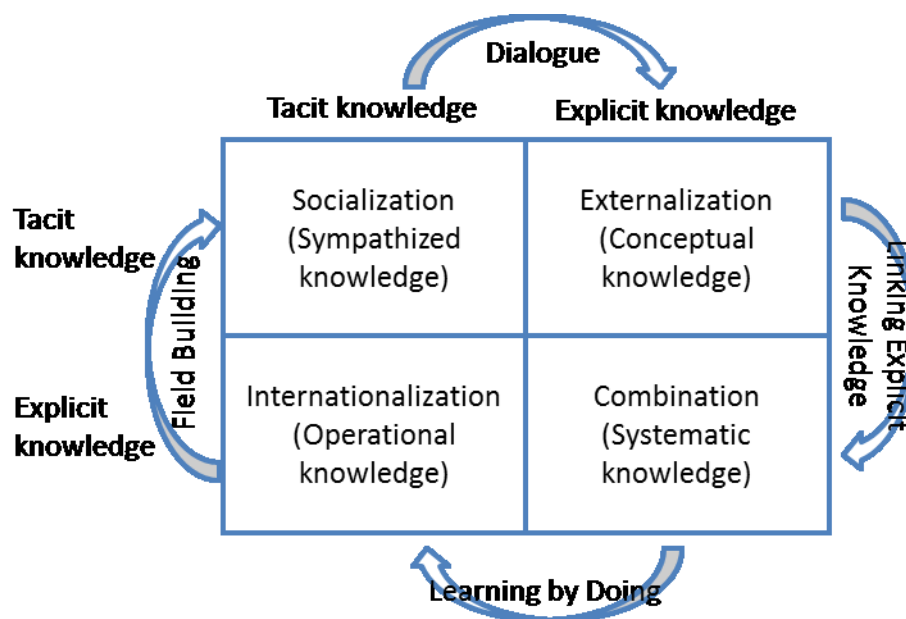 Dialogue
Tacit knowledge
Explicit knowledge
Tacit
knowledge
Socialization
(Sympathized
knowledge)
Externalization
(Conceptual
knowledge)
Field Building
Linking Explicit
Knowledge
Explicit
knowledge
Internationalization
(Operational
knowledge)
Combination
(Systematic
knowledge)
Learning by Doing